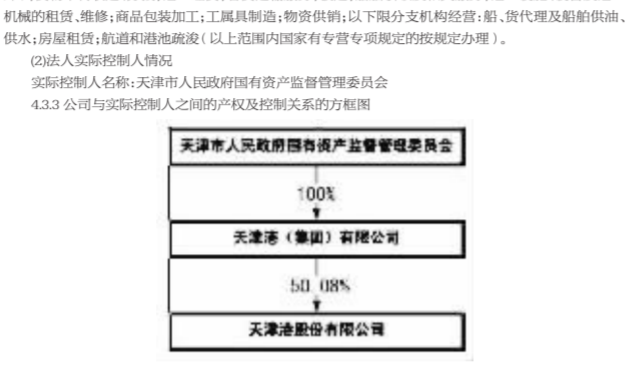 机械的租赁、维修;商品包装加工;工属具制造;物资供销;以下限分支机构经营:船、货代理及船舶供油、
供水;房屋租赁;航道和港池疏浚(以上范围内国家有专营专项规定的按规定办理)。
(2)法人实际控制人情况
实际控制人名称:天津市人民政府国有资产监督管理委员会
4.3.3 公司与实际控制人之间的产权及控制关系的方框图
天津市人民政府国有资产监督管理委员会
100%
天津港（集团）有限公司
50.08%
天津港股份有限公司